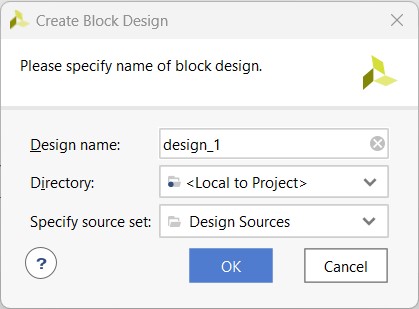 Create Block Design
Please specify name of block design.
Design name: design_1
Directory: <Local to Project>
Specify source set: Design Sources
? OK Cancel